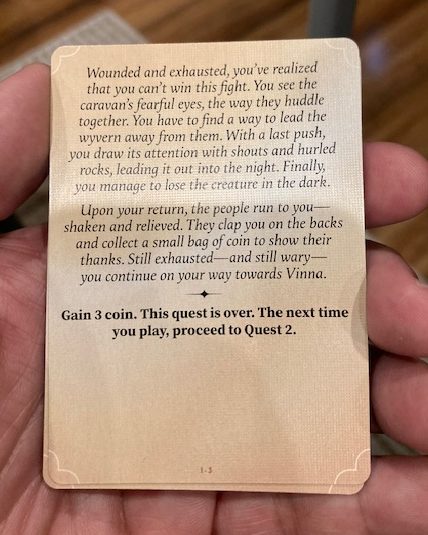 Wounded and exhausted, you've realized
that you can't win this fight. You see the
caravan's fearful eyes, the way they huddle
together. You have to find a way to lead the
wyvern away from them. With a last push,
you draw its attention with shouts and hurled
rocks, leading it out into the night. Finally,
you manage to lose the creature in the dark.
Upon your return, the people run to you—
shaken and relieved. They clap you on the backs
and collect a small bag of coin to show their
thanks. Still exhausted—and still wary—
you continue on your way towards Vinna.
Gain 3 coin. This quest is over. The next time
you play, proceed to Quest 2.
1-3